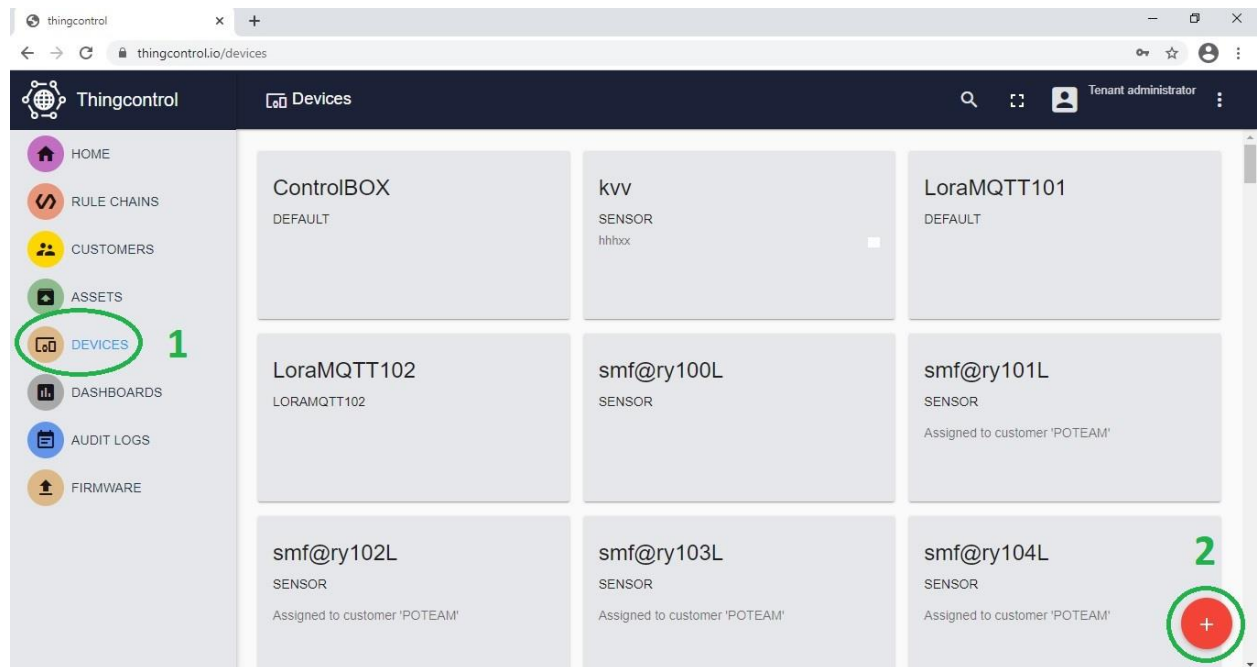 thingcontrol
thingcontrol.io/devices
Thingcontrol
Devices
Tenant administrator
HOME
RULE CHAINS
CUSTOMERS
ASSETS
DEVICES
1
DASHBOARDS
AUDIT LOGS
FIRMWARE
ControlBOX
DEFAULT
kvv
SENSOR
hhhxx
LoraMQTT101
DEFAULT
LoraMQTT102
LORAMQTT102
smf@ry100L
SENSOR
smf@ry101L
SENSOR
Assigned to customer 'POTEAM'
smf@ry102L
SENSOR
Assigned to customer 'POTEAM'
smf@ry103L
SENSOR
Assigned to customer 'POTEAM'
smf@ry104L
SENSOR
Assigned to customer 'POTEAM'
2
+